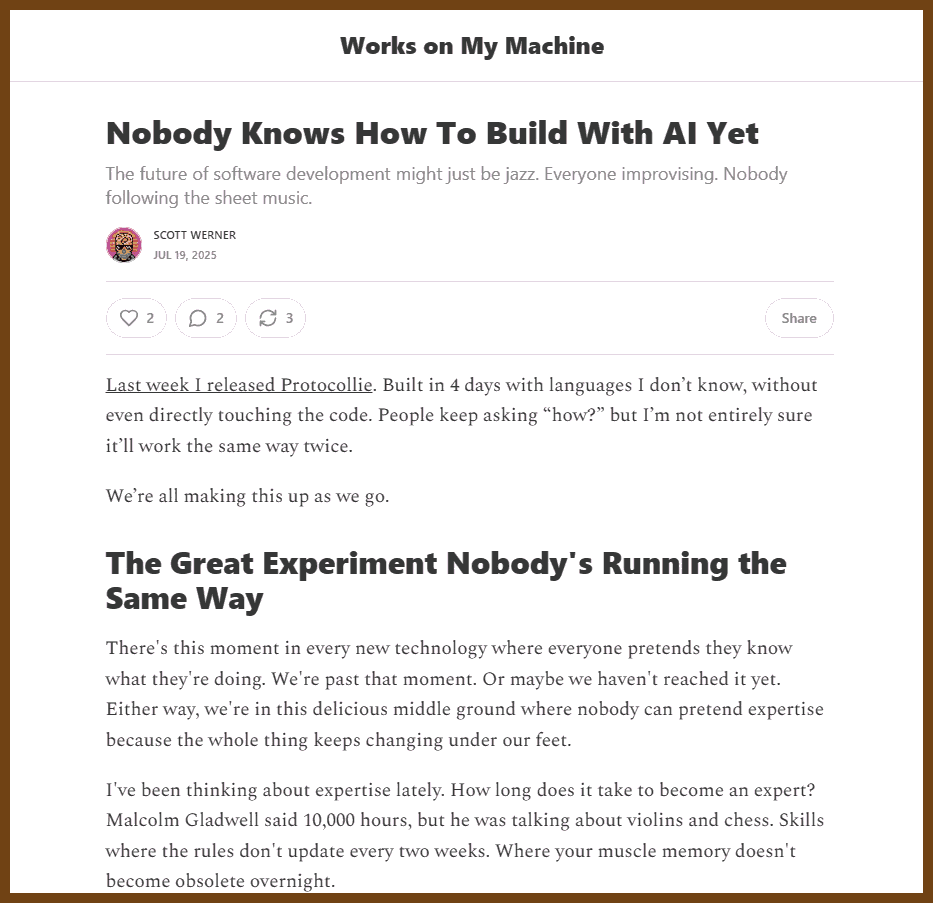 Works on My Machine
Nobody Knows How To Build With AI Yet
The future of software development might just be jazz. Everyone improvising. Nobody
following the sheet music.
SCOTT WERNER
JUL 19, 2025
2
2
3
Share
Last week I released Protocollie. Built in 4 days with languages I don’t know, without
even directly touching the code. People keep asking “how?” but I’m not entirely sure
it’ll work the same way twice.
We’re all making this up as we go.
The Great Experiment Nobody's Running the
Same Way
There's this moment in every new technology where everyone pretends they know
what they're doing. We're past that moment. Or maybe we haven't reached it yet.
Either way, we're in this delicious middle ground where nobody can pretend expertise
because the whole thing keeps changing under our feet.
I've been thinking about expertise lately. How long does it take to become an expert?
Malcolm Gladwell said 10,000 hours, but he was talking about violins and chess. Skills
where the rules don't update every two weeks. Where your muscle memory doesn't
become obsolete overnight.